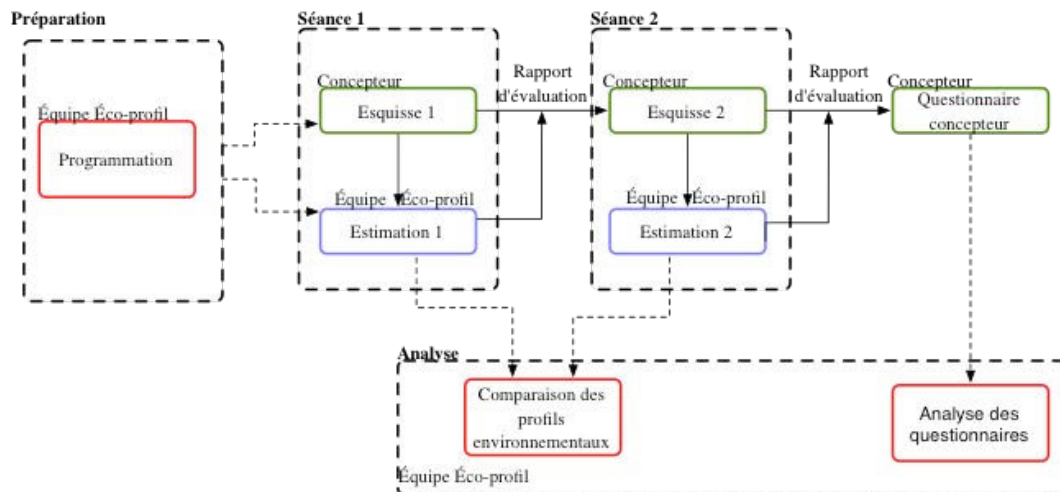 Préparation
Équipe Éco-profil
Programmation
Séance 1
Concepteur
Esquisse 1
Équipe Éco-profil
Estimation 1
Rapport
d'évaluation
Séance 2
Concepteur
Esquisse 2
Équipe Éco-profil
Estimation 2
Rapport
d'évaluation
Concepteur
Questionnaire
concepteur
Analyse
Comparaison des
profils
environnementaux
Analyse des
questionnaires
Équipe Éco-profil